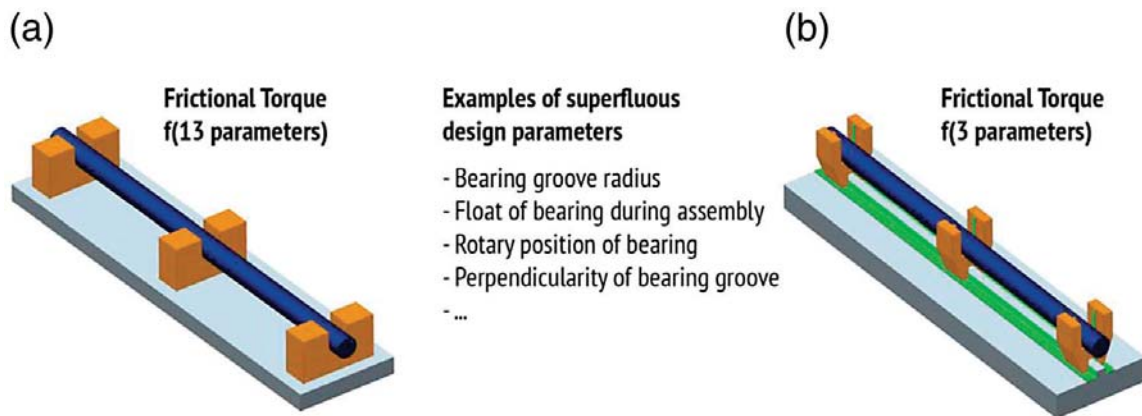 (a)
Frictional Torque
f(13 parameters)
Examples of superfluous
design parameters
- Bearing groove radius
- Float of bearing during assembly
- Rotary position of bearing
- Perpendicularity of bearing groove
- ...
(b)
Frictional Torque
f(3 parameters)